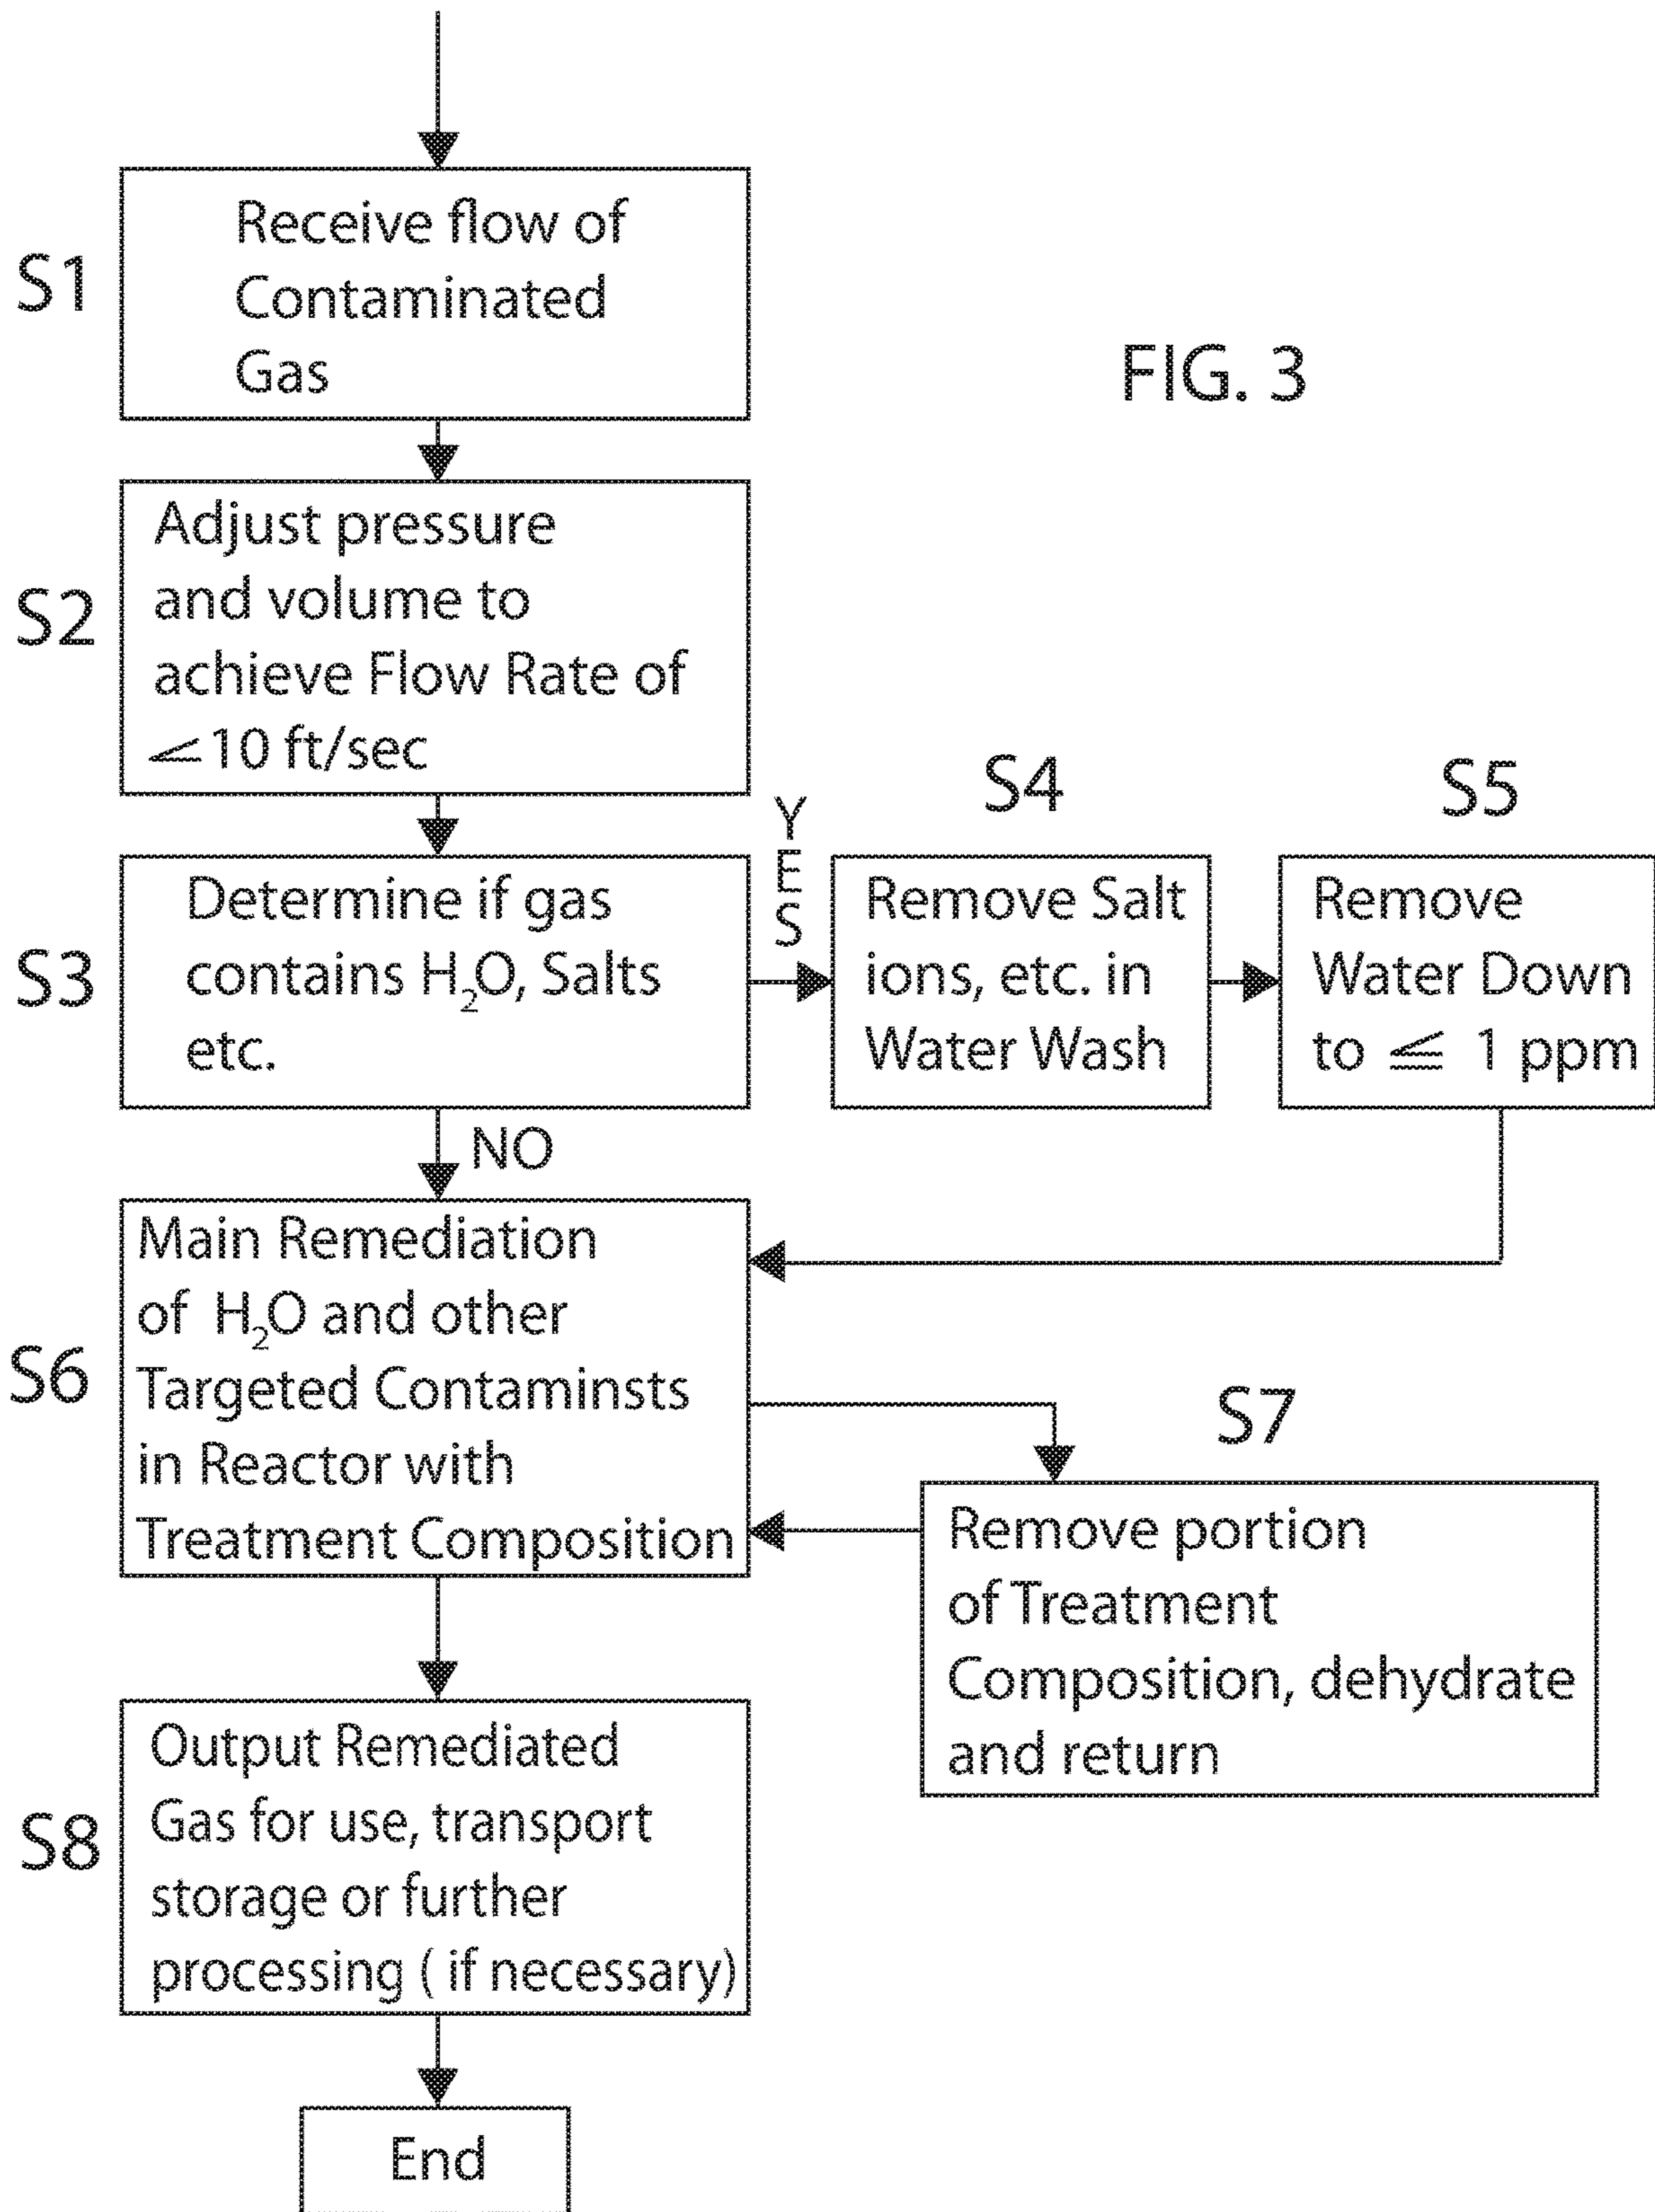 S1
Receive flow of
Contaminated
Gas
FIG. 3
S2
Adjust pressure
and volume to
achieve Flow Rate of
≤10 ft/sec
S3
Determine if gas
contains H₂O, Salts
etc.
YES
S4
Remove Salt
ions, etc. in
Water Wash
S5
Remove
Water Down
to ≦ 1 ppm
NO
S6
Main Remediation
of H₂O and other
Targeted Contaminsts
in Reactor with
Treatment Composition
S7
Remove portion
of Treatment
Composition, dehydrate
and return
S8
Output Remediated
Gas for use, transport
storage or further
processing ( if necessary)
End